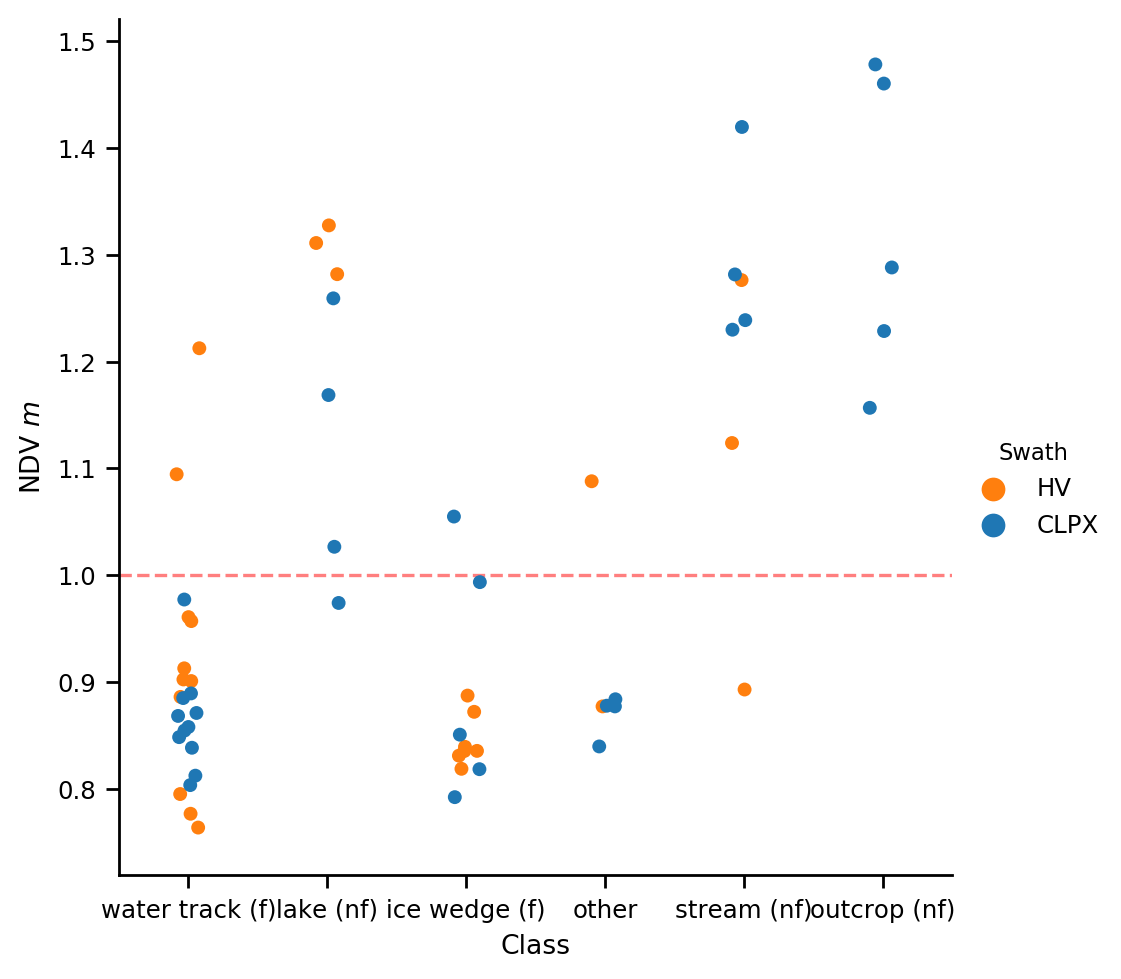 1.5
1.4
1.3
1.2
1.1
1.0
0.9
0.8
NDV m
water track (f) lake (nf) ice wedge (f) other stream (nf) outcrop (nf)
Class
Swath
HV
CLPX